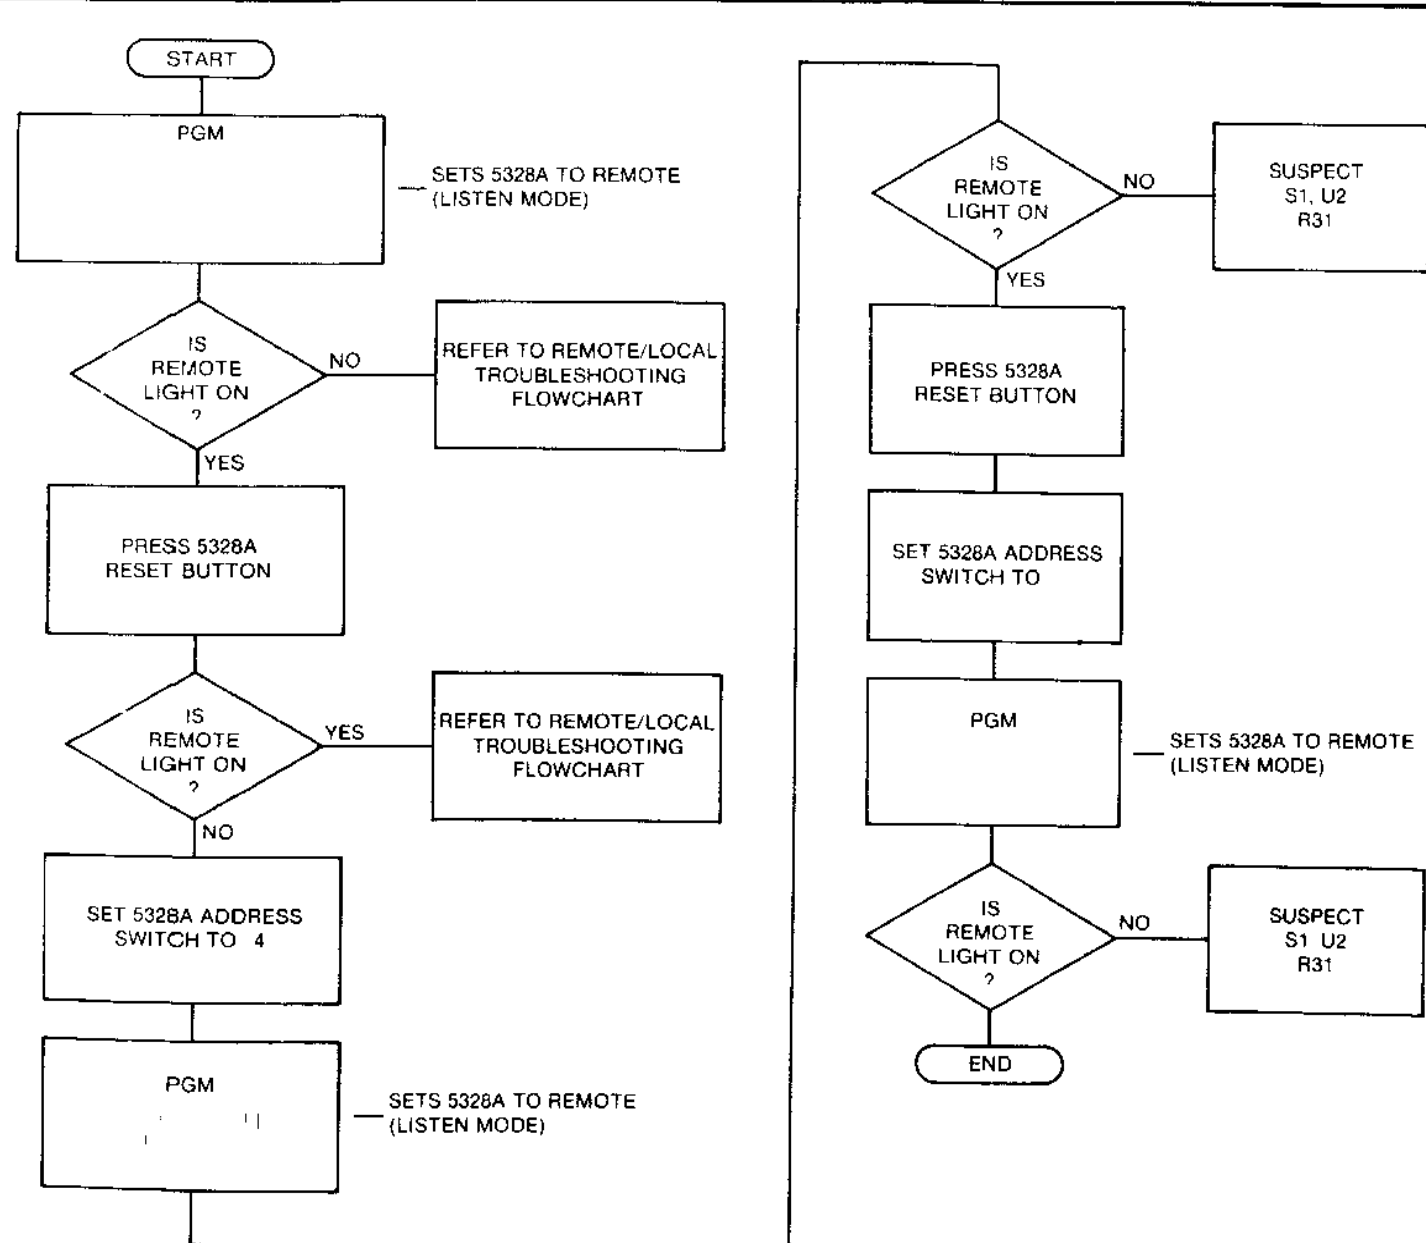 START
PGM
SETS 5328A TO REMOTE
(LISTEN MODE)
IS
REMOTE
LIGHT ON
?
NO
REFER TO REMOTE/LOCAL
TROUBLESHOOTING
FLOWCHART
YES
PRESS 5328A
RESET BUTTON
IS
REMOTE
LIGHT ON
?
YES
REFER TO REMOTE/LOCAL
TROUBLESHOOTING
FLOWCHART
NO
SET 5328A ADDRESS
SWITCH TO 4
PGM
SETS 5328A TO REMOTE
(LISTEN MODE)
IS
REMOTE
LIGHT ON
?
NO
SUSPECT
S1, U2
R31
YES
PRESS 5328A
RESET BUTTON
SET 5328A ADDRESS
SWITCH TO
PGM
SETS 5328A TO REMOTE
(LISTEN MODE)
IS
REMOTE
LIGHT ON
?
NO
SUSPECT
S1 U2
R31
END